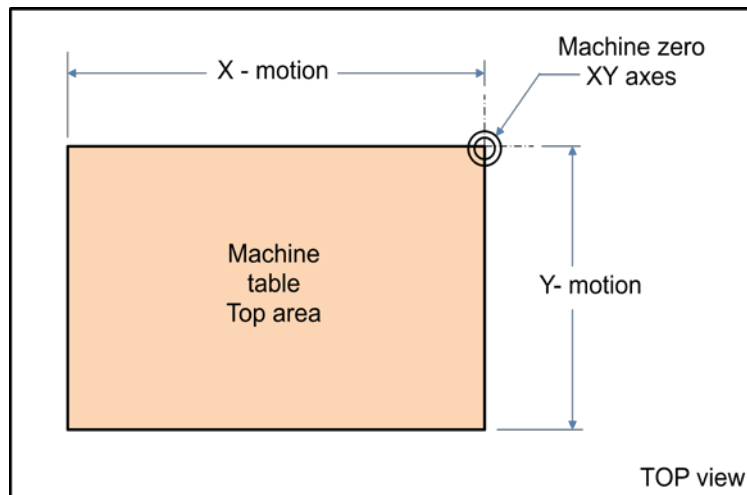 Machine zero
XY axes
X - motion
Machine
table
Top area
Y- motion
TOP view